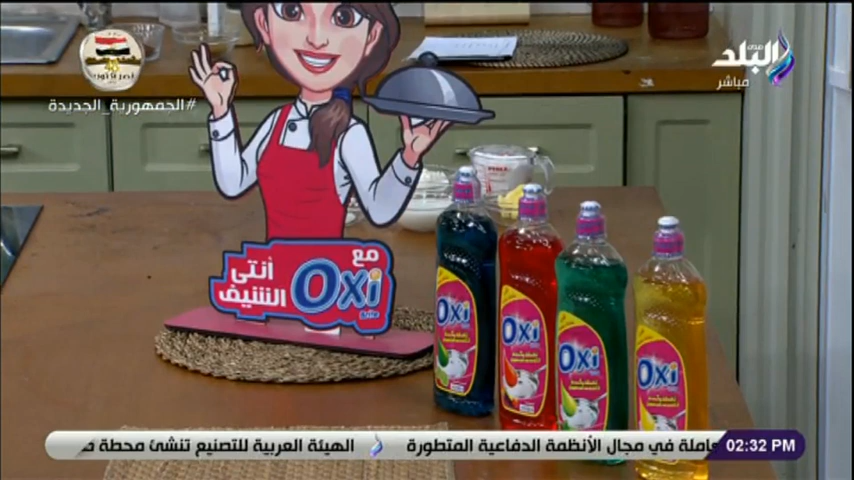 صدى
البلد
مباشر
#الجمهورية_الجديدة
مع
أنتى
Oxi
الشيف
Brite
Oxi
Oxi
Oxi
Oxi
02:32 PM
عاملة في مجال الأنظمة الدفاعية المتطورة
الهيئة العربية للتصنيع تنشئ محطة